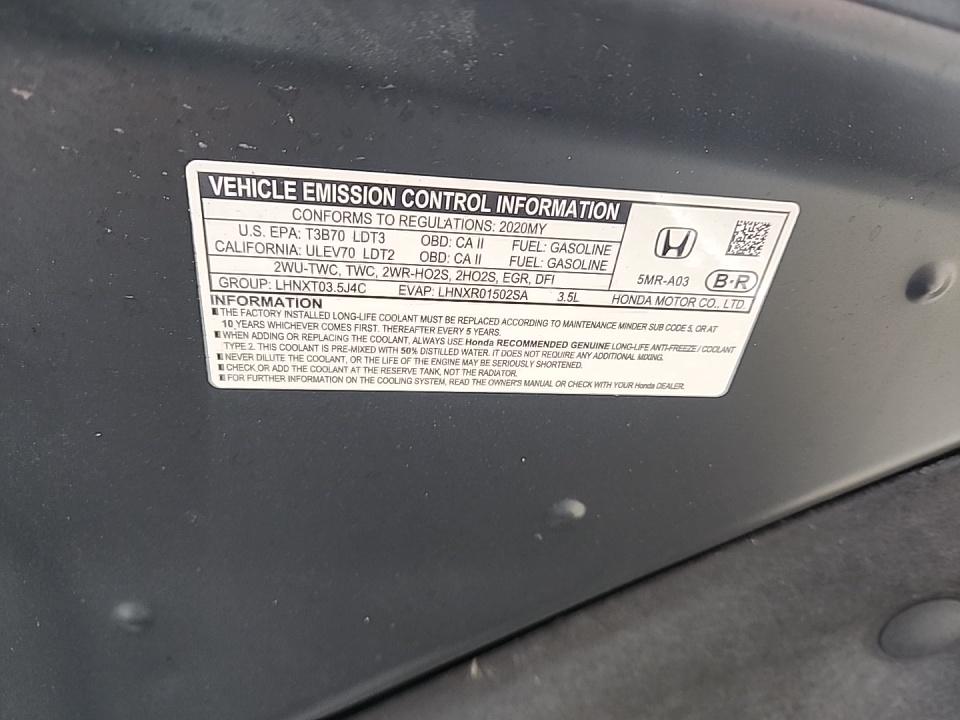 VEHICLE EMISSION CONTROL INFORMATION
CONFORMS TO REGULATIONS: 2020MY
U.S. EPA: T3B70 LDT3 OBD: CA II FUEL: GASOLINE
CALIFORNIA: ULEV70 LDT2 OBD: CA II FUEL: GASOLINE
2WU-TWC, TWC, 2WR-HO2S, 2HO2S, EGR, DFI
GROUP: LHNXT03.5J4C EVAP: LHNXR01502SA 3.5L
5MR-A03 B-R
HONDA MOTOR CO., LTD.
INFORMATION
THE FACTORY INSTALLED LONG-LIFE COOLANT MUST BE REPLACED ACCORDING TO MAINTENANCE MINDER SUB CODE 5, OR AT
10 YEARS WHICHEVER COMES FIRST. THEREAFTER EVERY 5 YEARS.
WHEN ADDING OR REPLACING THE COOLANT, ALWAYS USE Honda RECOMMENDED GENUINE LONG-LIFE ANTI-FREEZE / COOLANT
TYPE 2. THIS COOLANT IS PRE-MIXED WITH 50% DISTILLED WATER. IT DOES NOT REQUIRE ANY ADDITIONAL MIXING.
NEVER DILUTE THE COOLANT, OR THE LIFE OF THE ENGINE MAY BE SERIOUSLY SHORTENED.
CHECK OR ADD THE COOLANT AT THE RESERVE TANK, NOT THE RADIATOR.
FOR FURTHER INFORMATION ON THE COOLING SYSTEM, READ THE OWNER'S MANUAL OR CHECK WITH YOUR Honda DEALER.